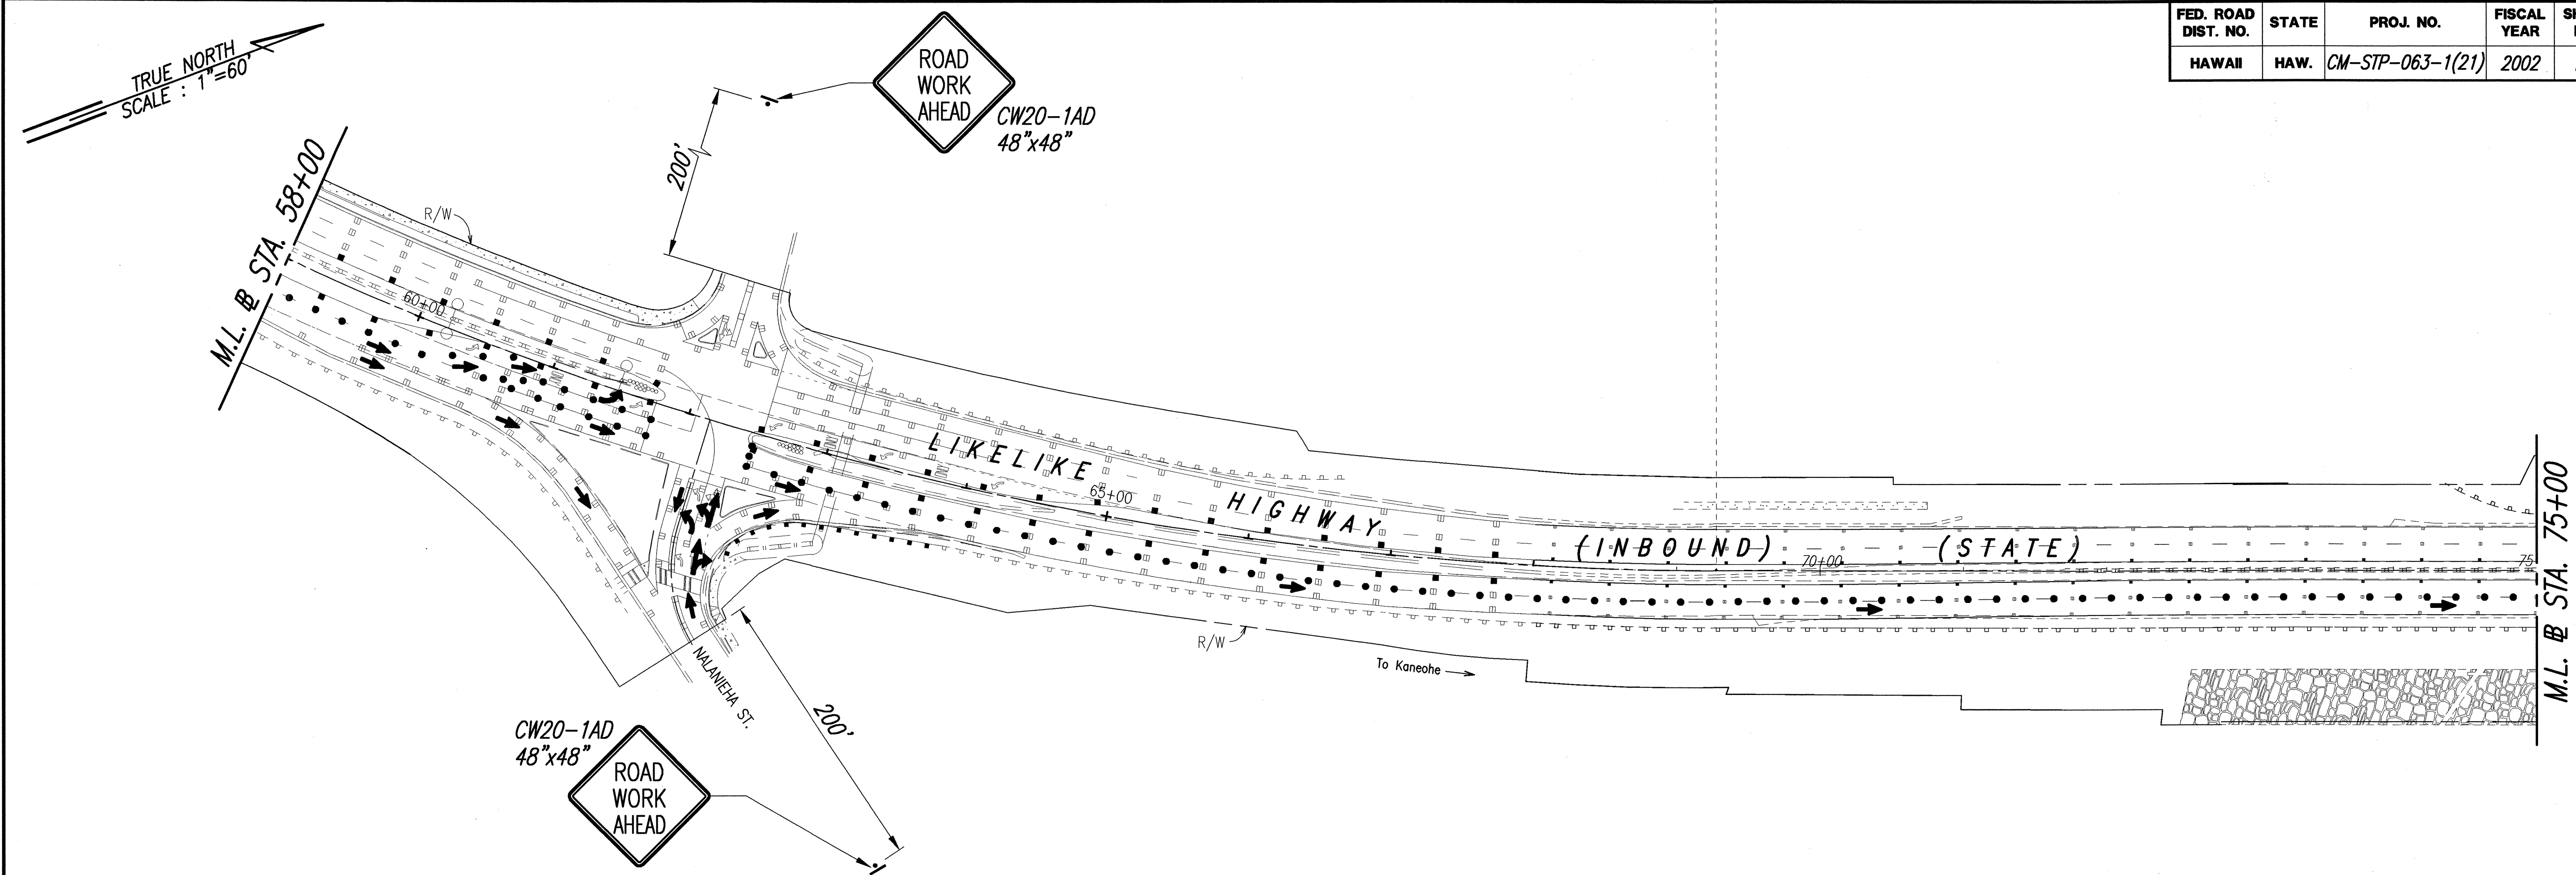 FED. ROAD DIST. NO. STATE PROJ. NO. FISCAL YEAR
HAWAII HAW. CM-STP-063-1(21) 2002
TRUE NORTH
SCALE : 1"=60'
ROAD
WORK
AHEAD
CW20-1AD
48"x48"
200'
M.L. B STA. 58+00
R/W
60+00
LIKELIKE HIGHWAY (INBOUND) (STATE)
65+00
70+00
75
M.L. B STA. 75+00
R/W
To Kaneohe
NALANIEHA ST.
200'
CW20-1AD
48"x48"
ROAD
WORK
AHEAD